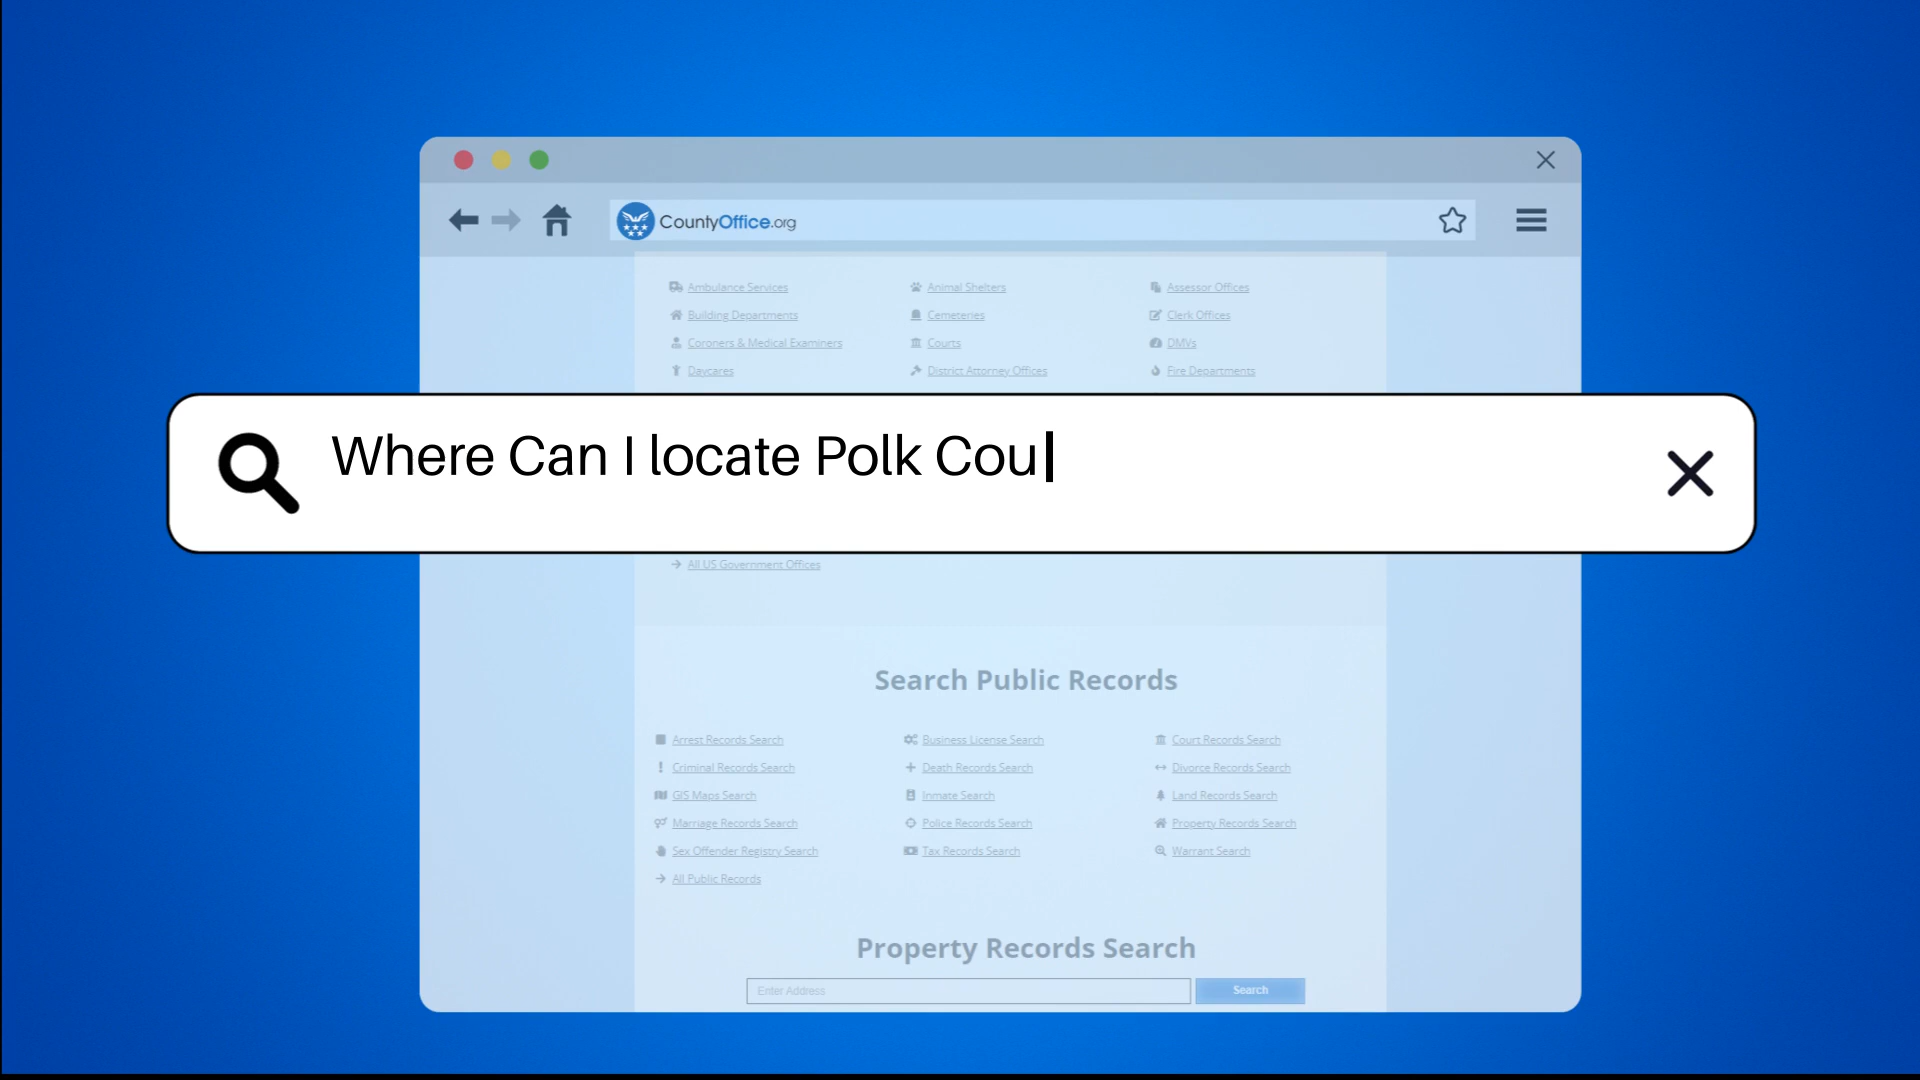 CountyOffice.org
Ambulance Services Animal Shelters Assessor Offices
Building Departments Cemeteries Clerk Offices
Coroners & Medical Examiners Courts DMVs
Daycares District Attorney Offices Fire Departments
Where Can I locate Polk Cou
All US Government Offices
Search Public Records
Arrest Records Search Business License Search Court Records Search
Criminal Records Search Death Records Search Divorce Records Search
GIS Maps Search Inmate Search Land Records Search
Marriage Records Search Police Records Search Property Records Search
Sex Offender Registry Search Tax Records Search Warrant Search
All Public Records
Property Records Search
Enter Address Search